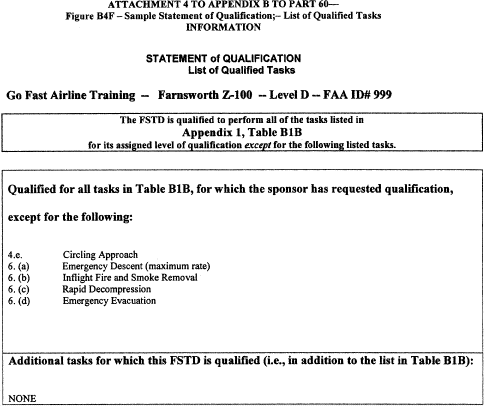 ATTACHMENT 4 TO APPENDIX B TO PART 60—
Figure B4F – Sample Statement of Qualification;– List of Qualified Tasks
INFORMATION
STATEMENT of QUALIFICATION
List of Qualified Tasks
Go Fast Airline Training -- Farnsworth Z-100 -- Level D -- FAA ID# 999
The FSTD is qualified to perform all of the tasks listed in
Appendix 1, Table B1B
for its assigned level of qualification except for the following listed tasks.
Qualified for all tasks in Table B1B, for which the sponsor has requested qualification,
except for the following:
4.e. Circling Approach
6. (a) Emergency Descent (maximum rate)
6. (b) Inflight Fire and Smoke Removal
6. (c) Rapid Decompression
6. (d) Emergency Evacuation
Additional tasks for which this FSTD is qualified (i.e., in addition to the list in Table B1B):
NONE